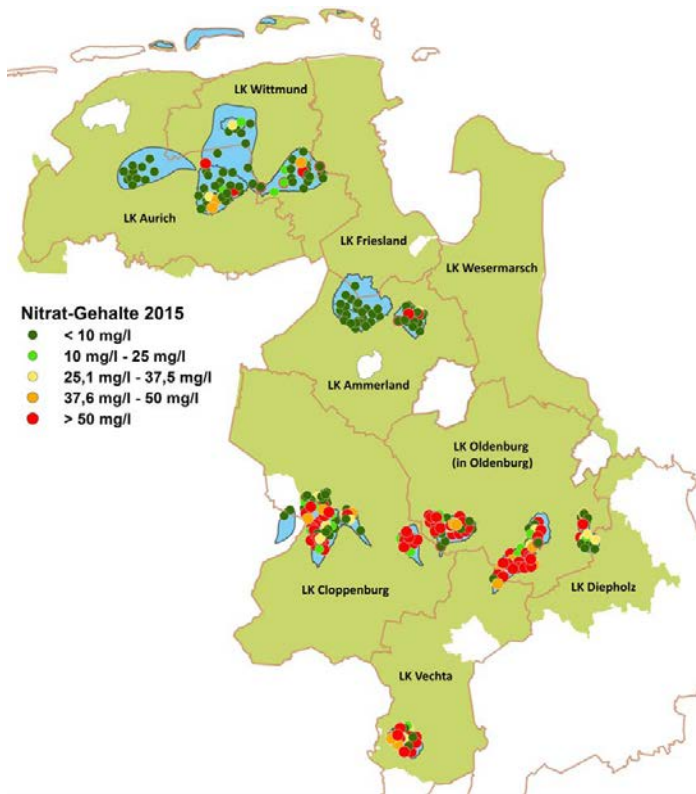 LK Wittmund
LK Aurich
LK Friesland
LK Wesermarsch
Nitrat-Gehalte 2015
< 10 mg/l
10 mg/l - 25 mg/l
25,1 mg/l - 37,5 mg/l
37,6 mg/l - 50 mg/l
> 50 mg/l
LK Ammerland
LK Oldenburg
(in Oldenburg)
LK Cloppenburg
LK Diepholz
LK Vechta